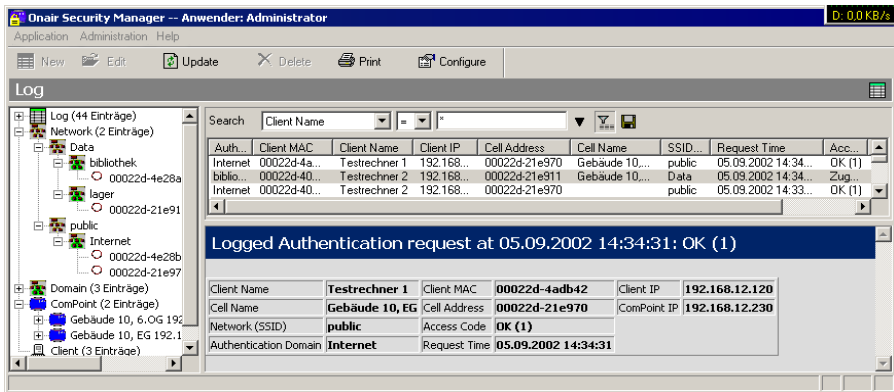 Onair Security Manager -- Anwender: Administrator
D: 0,0 KB/s
Application Administration Help
New Edit Update Delete Print Configure
Log
Log (44 Einträge)
Network (2 Einträge)
Data
bibliothek
00022d-4e28a
lager
00022d-21e91
public
Internet
00022d-4e28b
00022d-21e97
Domain (3 Einträge)
ComPoint (2 Einträge)
Gebäude 10, 6.OG 192
Gebäude 10, EG 192.1
Client (3 Einträge)
Search Client Name = *
Auth... Client MAC Client Name Client IP Cell Address Cell Name SSID... Request Time Acc...
Internet 00022d-4a... Testrechner 1 192.168... 00022d-21e970 Gebäude 10,... public 05.09.2002 14:34... OK (1)
biblio... 00022d-40... Testrechner 2 192.168... 00022d-21e911 Gebäude 10,... Data 05.09.2002 14:34... Zug...
Internet 00022d-40... Testrechner 2 192.168... 00022d-21e970 public 05.09.2002 14:33... OK (1)
Logged Authentication request at 05.09.2002 14:34:31: OK (1)
Client Name Testrechner 1 Client MAC 00022d-4adb42 Client IP 192.168.12.120
Cell Name Gebäude 10, EG Cell Address 00022d-21e970 ComPoint IP 192.168.12.230
Network (SSID) public Access Code OK (1)
Authentication Domain Internet Request Time 05.09.2002 14:34:31